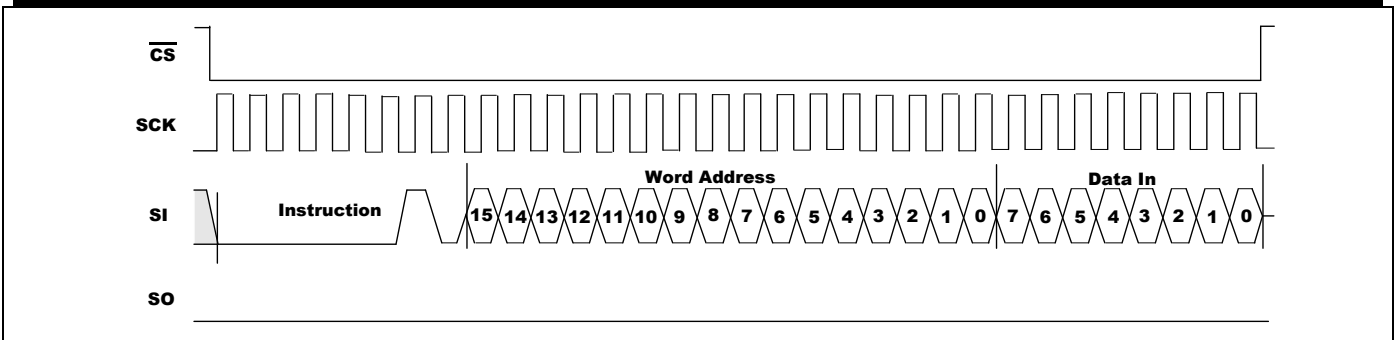 CS
SCK
Word Address
Data In
SI
Instruction
15 14 13 12 11 10 9 8 7 6 5 4 3 2 1 0 7 6 5 4 3 2 1 0
SO